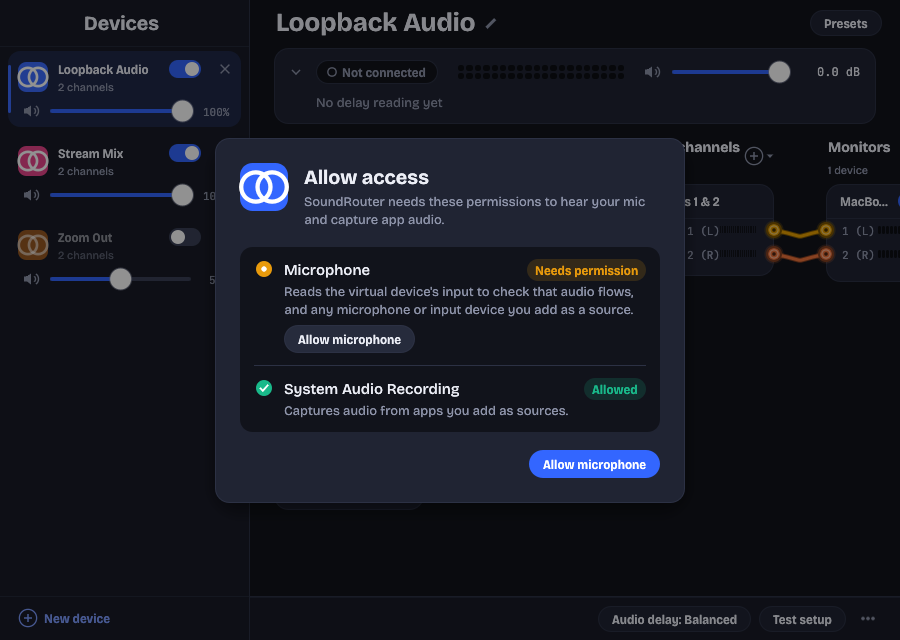 Devices
Loopback Audio
2 channels
100%
Stream Mix
2 channels
Zoom Out
2 channels
New device
Loopback Audio
Presets
Not connected
0.0 dB
No delay reading yet
Monitors
1 device
1 & 2
MacBo...
1 (L)
1 (L)
2 (R)
2 (R)
Allow access
SoundRouter needs these permissions to hear your mic
and capture app audio.
Microphone
Needs permission
Reads the virtual device's input to check that audio flows,
and any microphone or input device you add as a source.
Allow microphone
System Audio Recording
Allowed
Captures audio from apps you add as sources.
Allow microphone
Audio delay: Balanced
Test setup